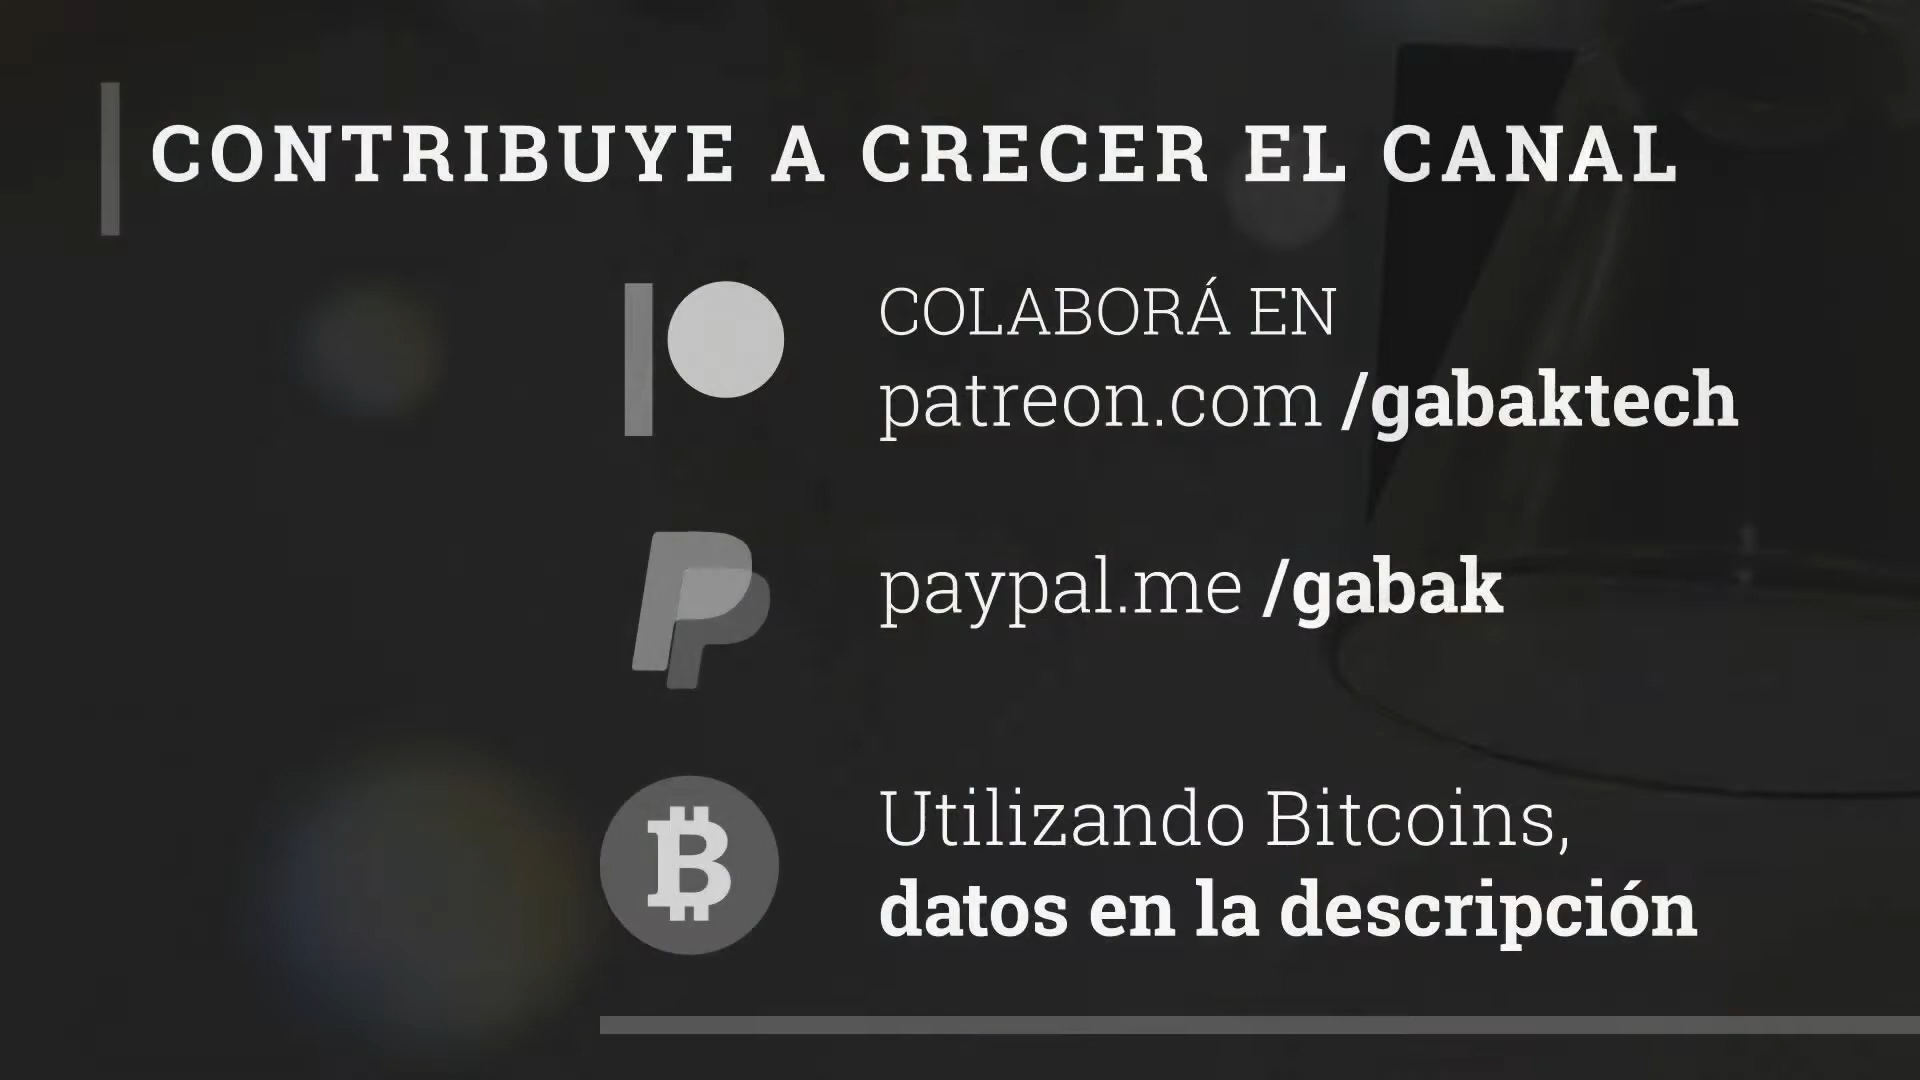 CONTRIBUYE A CRECER EL CANAL
COLABORÁ EN
patreon.com /gabaktech
paypal.me /gabak
Utilizando Bitcoins,
datos en la descripción